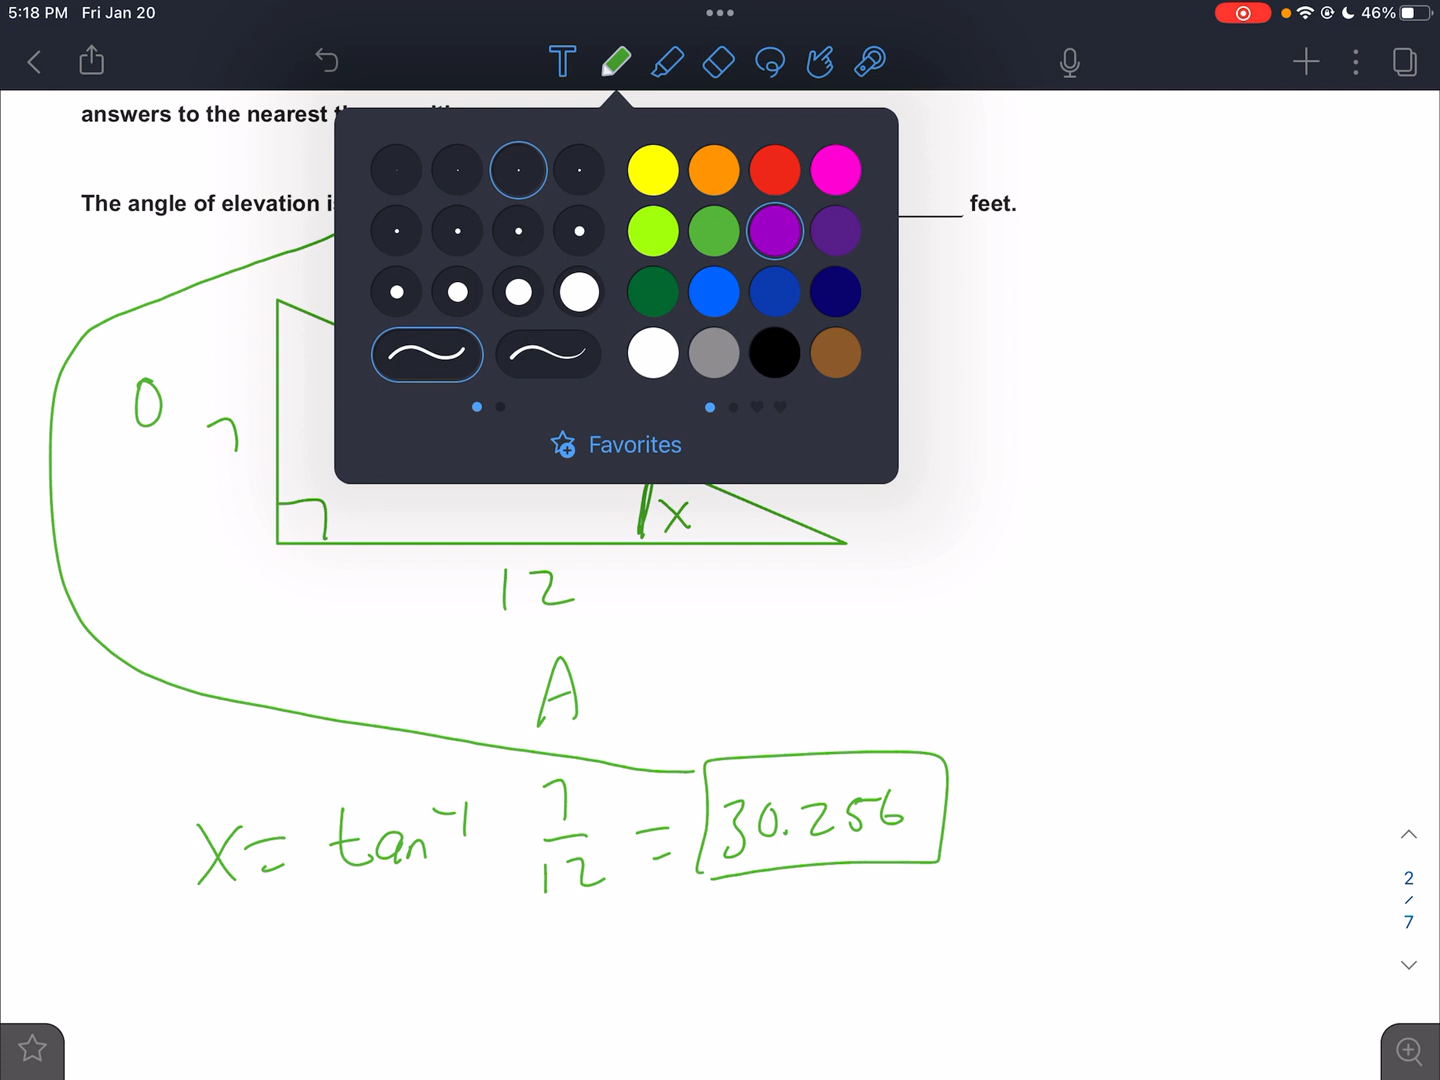 5:18 PM Fri Jan 20
46%
T
answers to the nearest
The angle of elevation i
feet.
Favorites
O
7
x
12
A
x = tan⁻¹ 7/12 = 30.256
2
/
7